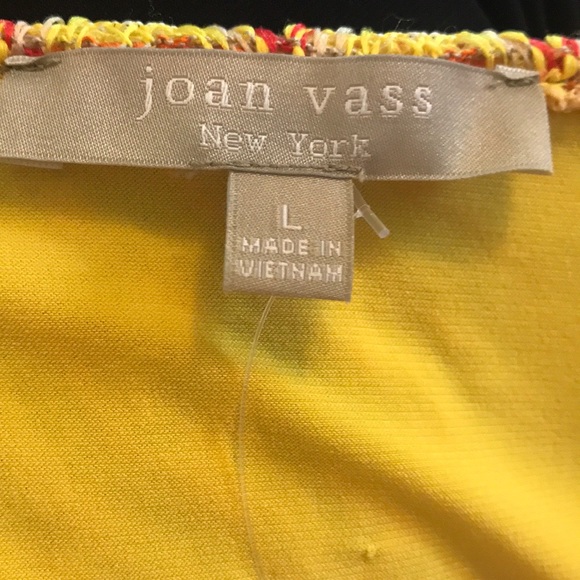 joan vass
New York
L
MADE IN
VIETNAM